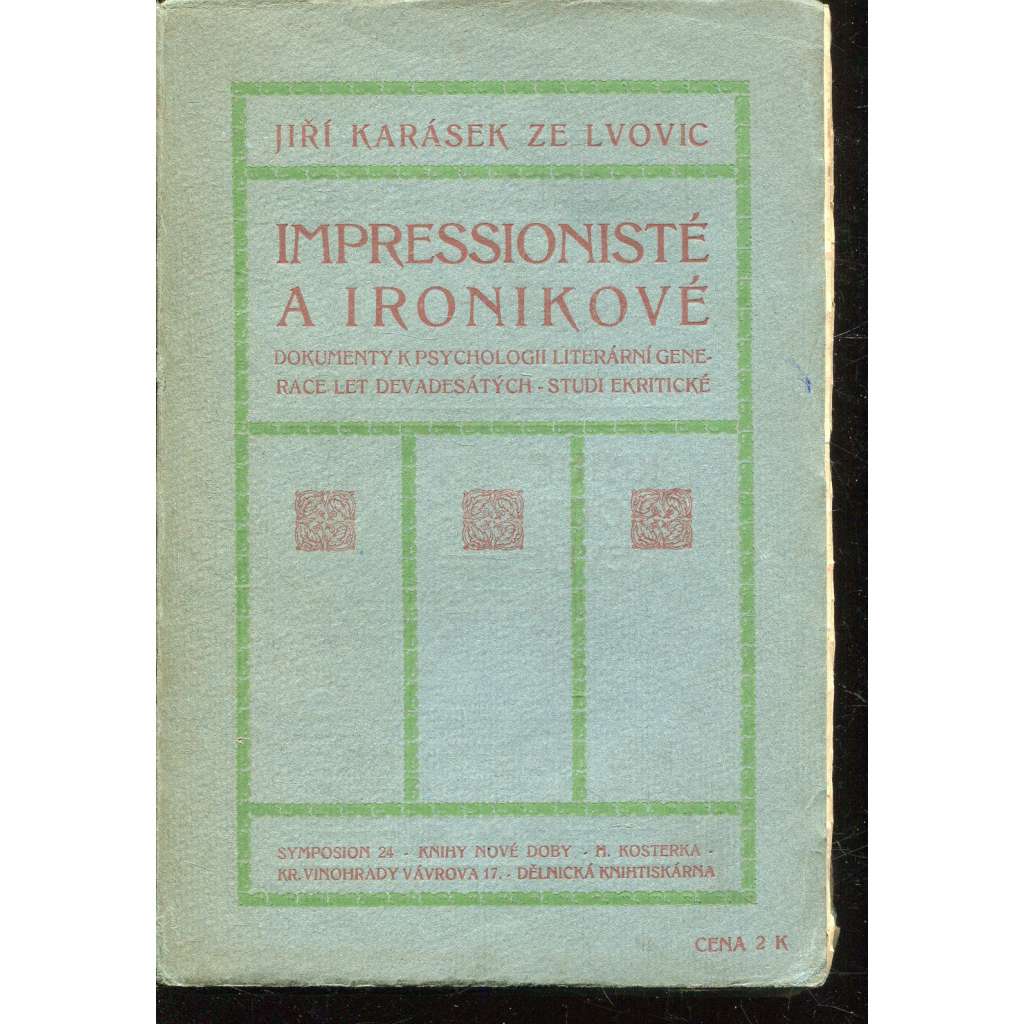 JIŘÍ KARÁSEK ZE LVOVIC
IMPRESSIONISTÉ
A IRONIKOVÉ
DOKUMENTY K PSYCHOLOGII LITERÁRNÍ GENE-
RACE LET DEVADESÁTÝCH - STUDI EKRITICKÉ
SYMPOSION 24 - KNIHY NOVÉ DOBY - H. KOSTERKA -
KR. VINOHRADY VÁVROVA 17. - DĚLNICKÁ KNIHTISKÁRNA
CENA 2 K